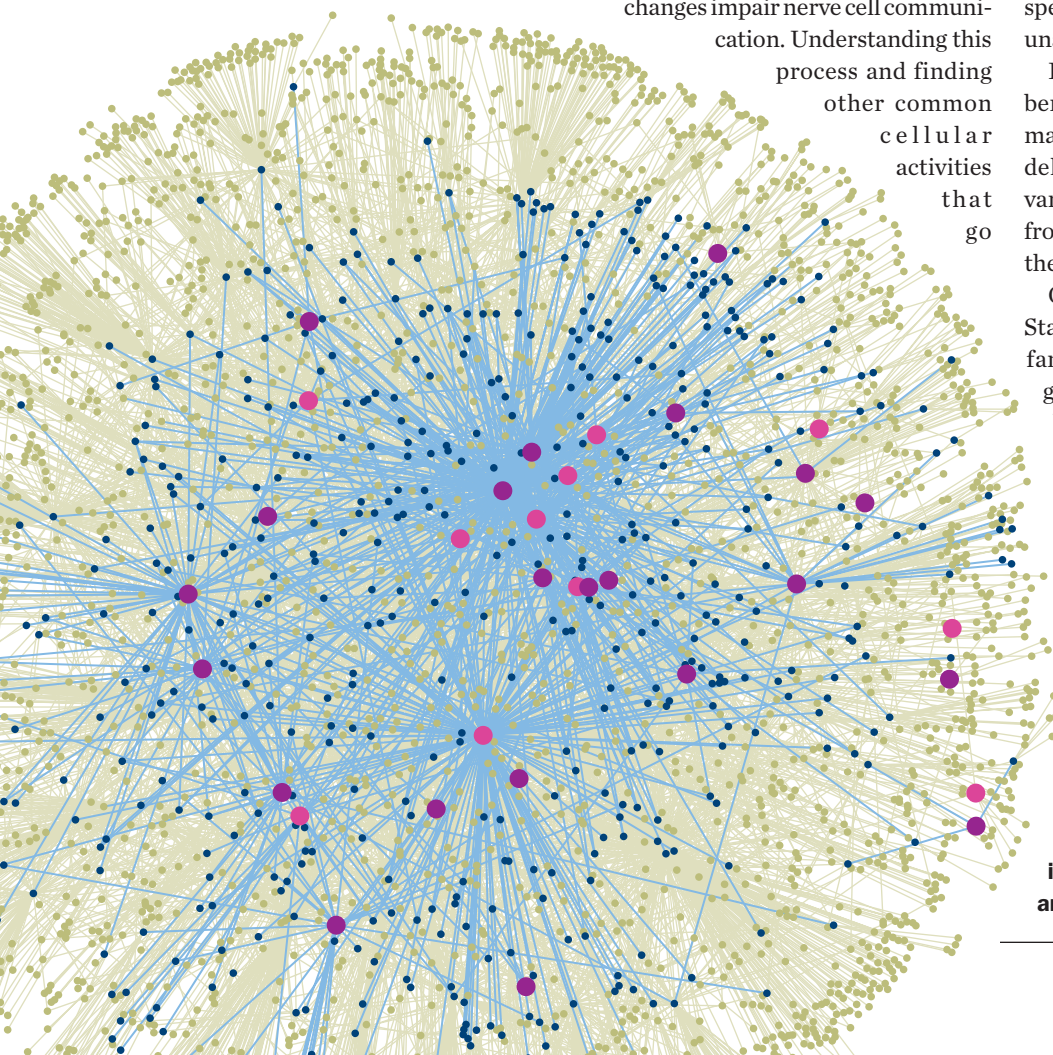 changes impair nerve cell communi-
cation. Understanding this
process and finding
other common
cellular
activities
that
go